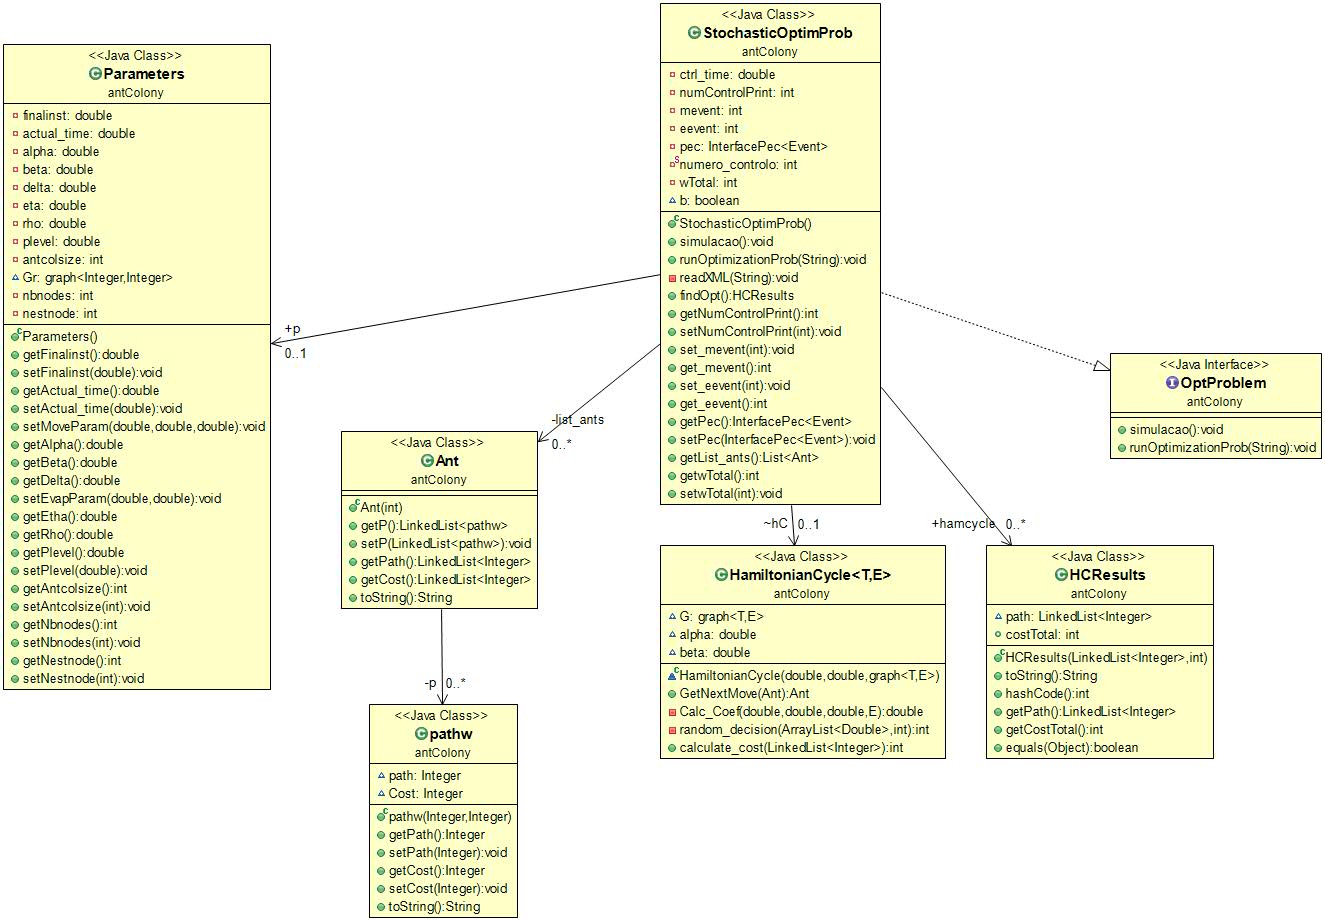 <<Java Class>>
Parameters
antColony
finalinst: double
actual_time: double
alpha: double
beta: double
delta: double
eta: double
rho: double
plevel: double
antcolsize: int
Gr: graph<Integer,Integer>
nbnodes: int
nestnode: int
Parameters()
getFinalinst():double
setFinalinst(double):void
getActual_time():double
setActual_time(double):void
setMoveParam(double,double,double):void
getAlpha():double
getBeta():double
getDelta():double
setEvapParam(double,double):void
getEtha():double
getRho():double
getPlevel():double
setPlevel(double):void
getAntcolsize():int
setAntcolsize(int):void
getNbnodes():int
setNbnodes(int):void
getNestnode():int
setNestnode(int):void
+p
0..1
<<Java Class>>
StochasticOptimProb
antColony
ctrl_time: double
numControlPrint: int
mevent: int
eevent: int
pec: InterfacePec<Event>
numero_controlo: int
wTotal: int
b: boolean
StochasticOptimProb()
simulacao():void
runOptimizationProb(String):void
readXML(String):void
findOpt():HCResults
getNumControlPrint():int
setNumControlPrint(int):void
set_mevent(int):void
get_mevent():int
set_eevent(int):void
get_eevent():int
getPec():InterfacePec<Event>
setPec(InterfacePec<Event>):void
getList_ants():List<Ant>
getwTotal():int
setwTotal(int):void
<<Java Interface>>
OptProblem
antColony
simulacao():void
runOptimizationProb(String):void
-list_ants
0..*
<<Java Class>>
Ant
antColony
Ant(int)
getP():LinkedList<pathw>
setP(LinkedList<pathw>):void
getPath():LinkedList<Integer>
getCost():LinkedList<Integer>
toString():String
-p 0..*
<<Java Class>>
pathw
antColony
path: Integer
Cost: Integer
pathw(Integer,Integer)
getPath():Integer
setPath(Integer):void
getCost():Integer
setCost(Integer):void
toString():String
~hC 0..1
<<Java Class>>
HamiltonianCycle<T,E>
antColony
G: graph<T,E>
alpha: double
beta: double
HamiltonianCycle(double,double,graph<T,E>)
GetNextMove(Ant):Ant
Calc_Coef(double,double,double,E):double
random_decision(ArrayList<Double>,int):int
calculate_cost(LinkedList<Integer>):int
+hamcycle 0..*
<<Java Class>>
HCResults
antColony
path: LinkedList<Integer>
costTotal: int
HCResults(LinkedList<Integer>,int)
toString():String
hashCode():int
getPath():LinkedList<Integer>
getCostTotal():int
equals(Object):boolean